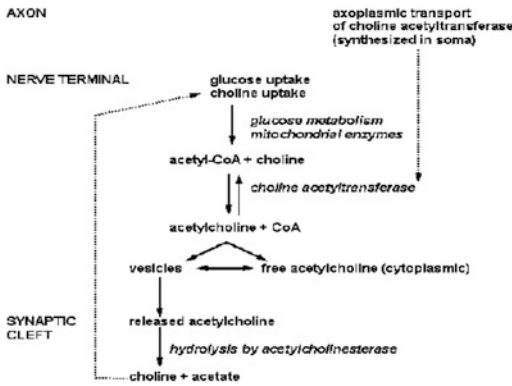 AXON
axoplasmic transport
of choline acetyltransferase
(synthesized in soma)
NERVE TERMINAL
glucose uptake
choline uptake
glucose metabolism
mitochondrial enzymes
acetyl-CoA + choline
choline acetyltransferase
acetylcholine + CoA
vesicles
free acetylcholine (cytoplasmic)
SYNAPTIC
CLEFT
released acetylcholine
hydrolysis by acetylcholinesterase
choline + acetate